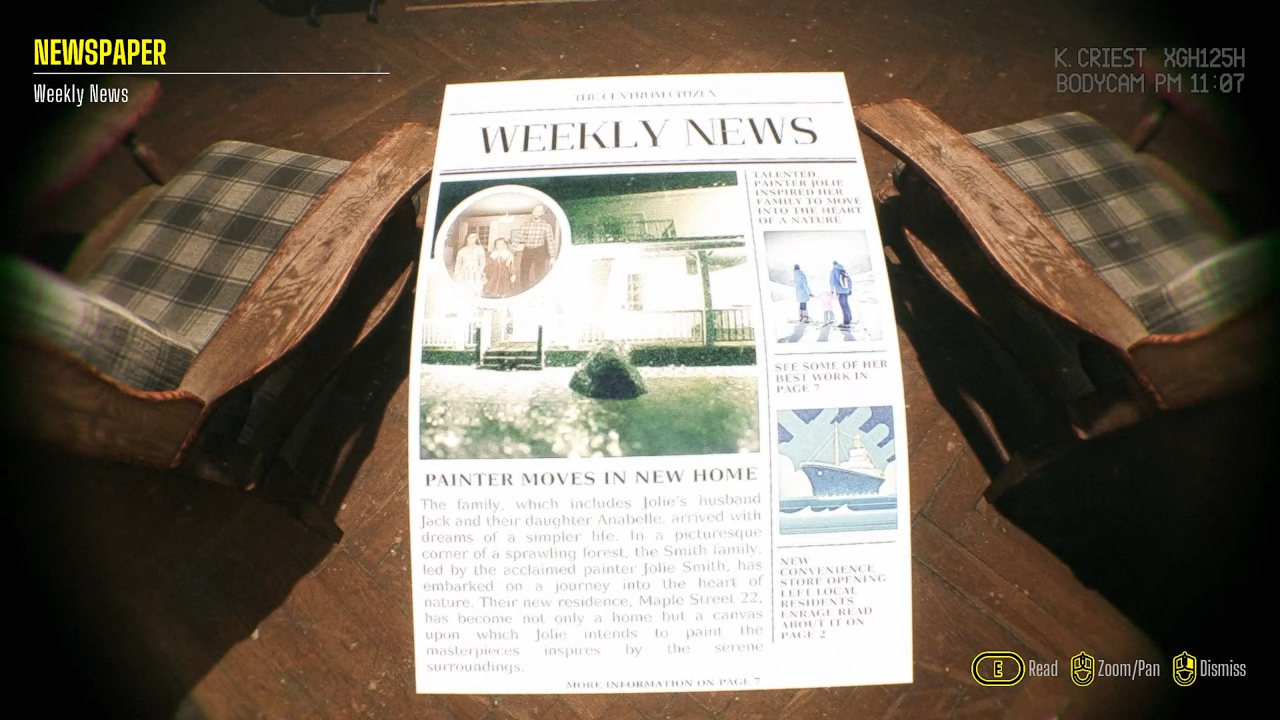 NEWSPAPER
Weekly News
K. CRIEST XGH125H
BODYCAM PM 11:07
THE CENTRUM CITIZEN
WEEKLY NEWS
PAINTER MOVES IN NEW HOME
The family, which includes Jolie's husband
Jack and their daughter Anabelle, arrived with
dreams of a simpler life. In a picturesque
corner of a sprawling forest, the Smith family,
led by the acclaimed painter Jolie Smith, has
embarked on a journey into the heart of
nature. Their new residence, Maple Street 22,
has become not only a home but a canvas
upon which Jolie intends to paint the
masterpieces inspires by the serene
surroundings.
MORE INFORMATION ON PAGE 7
TALENTED
PAINTER JOLIE
INSPIRED HER
FAMILY TO MOVE
INTO THE HEART
OF A NATURE
SEE SOME OF HER
BEST WORK IN
PAGE 7
NEW
CONVENIENCE
STORE OPENING
LEFT LOCAL
RESIDENTS
ENRAGE READ
ABOUT IT ON
PAGE 2
E Read
Zoom/Pan
Dismiss